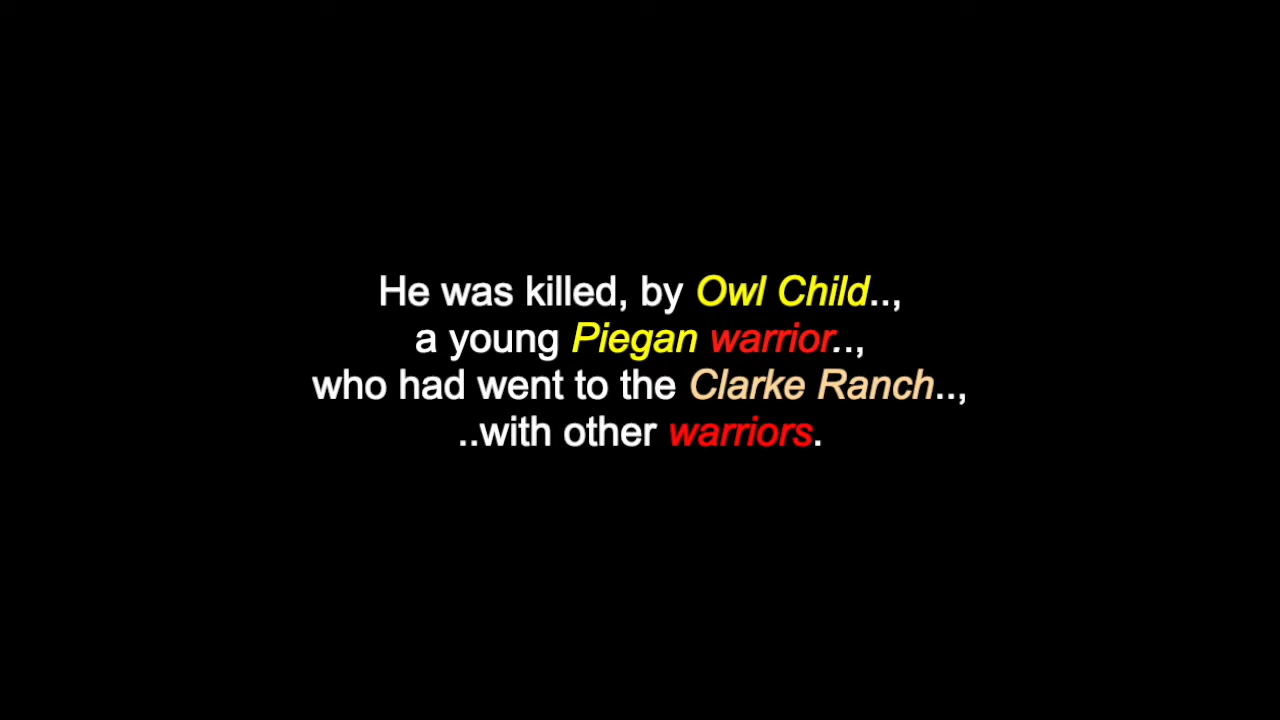 He was killed, by Owl Child..,
a young Piegan warrior..,
who had went to the Clarke Ranch..,
..with other warriors.